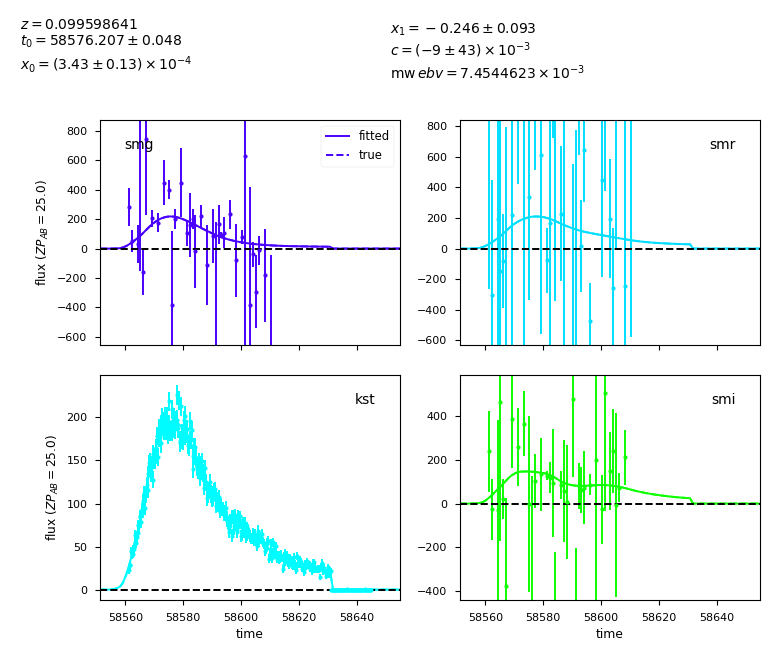 z = 0.099598641
t₀ = 58576.207 ± 0.048
x₀ = (3.43 ± 0.13) × 10⁻⁴
x₁ = − 0.246 ± 0.093
c = (−9 ± 43) × 10⁻³
mw ebv = 7.4544623 × 10⁻³
smg
fitted
true
800
600
400
200
0
−200
−400
−600
flux (ZP_AB = 25.0)
smr
800
600
400
200
0
−200
−400
−600
kst
200
150
100
50
0
flux (ZP_AB = 25.0)
58560 58580 58600 58620 58640
time
smi
400
200
0
−200
−400
58560 58580 58600 58620 58640
time